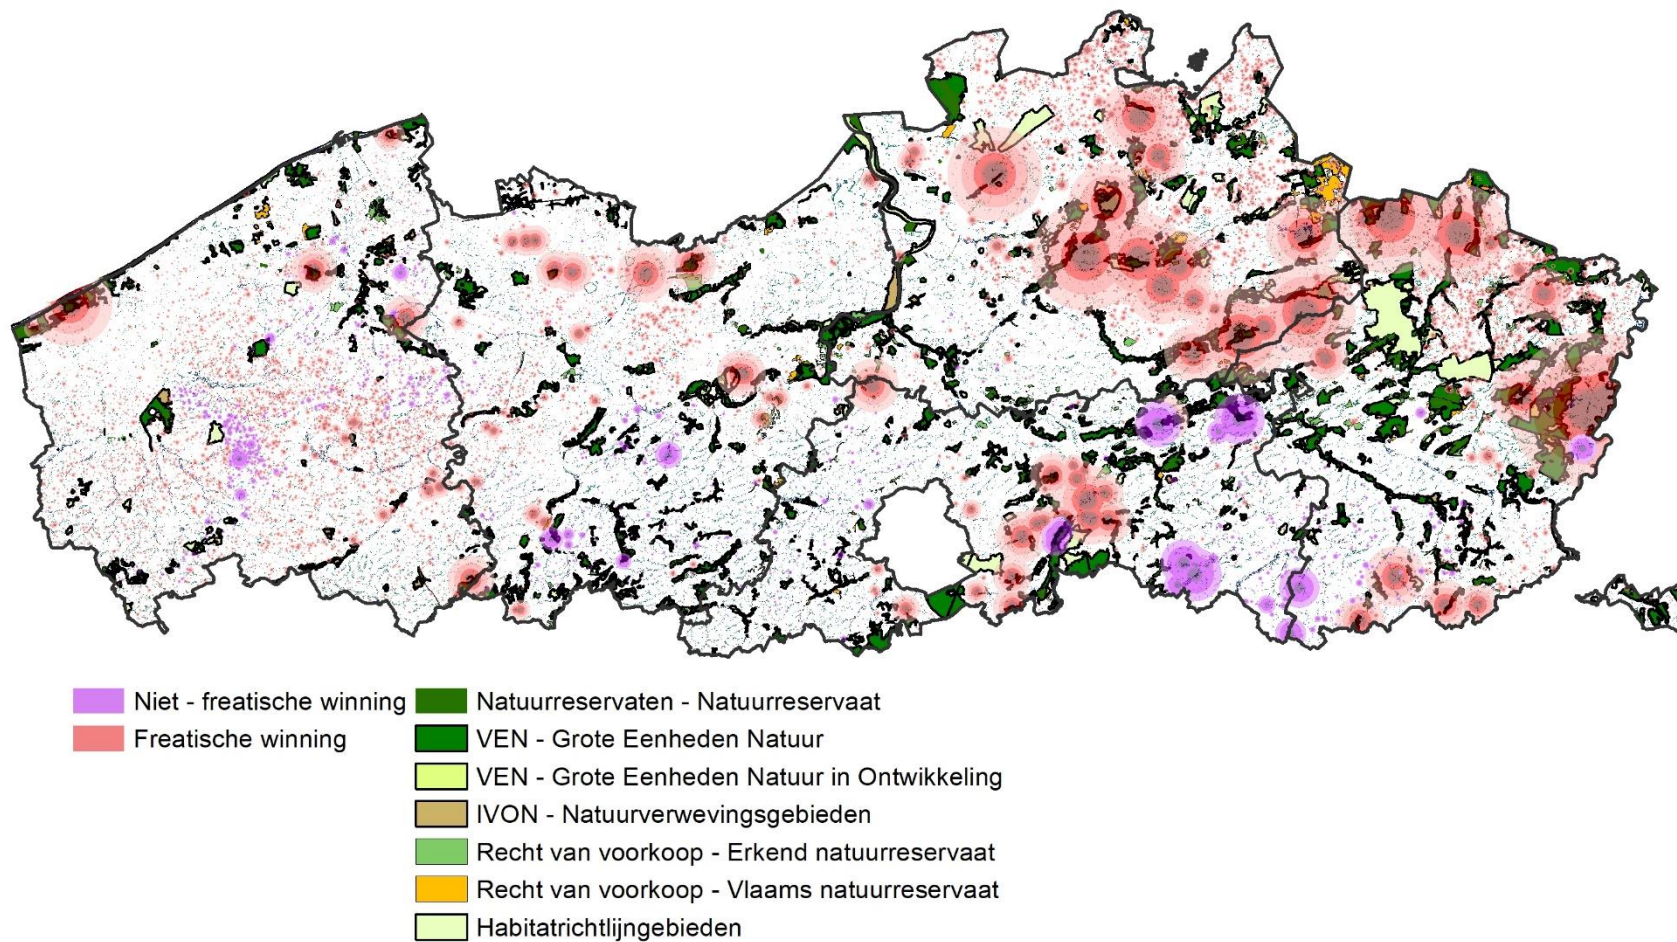 Niet - freatische winning
Freatische winning
Natuurreservaten - Natuurreservaat
VEN - Grote Eenheden Natuur
VEN - Grote Eenheden Natuur in Ontwikkeling
IVON - Natuurverwevingsgebieden
Recht van voorkoop - Erkend natuurreservaat
Recht van voorkoop - Vlaams natuurreservaat
Habitatrichtlijngebieden